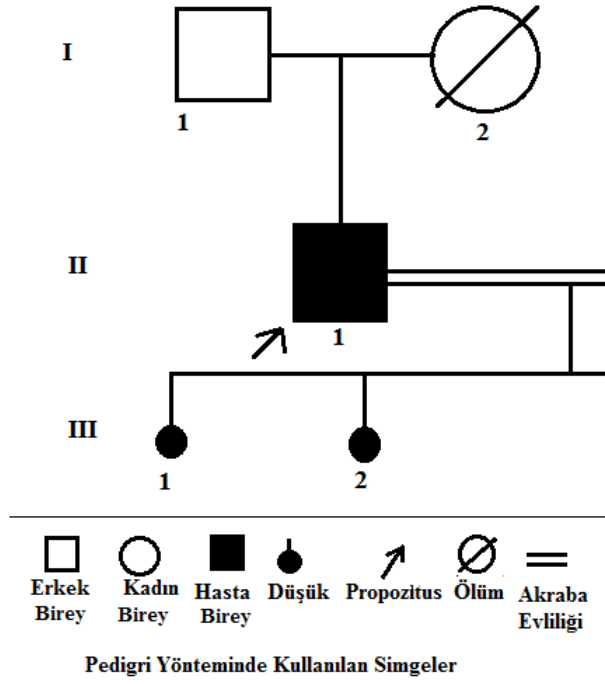 I
1
2
II
1
III
1
2
Erkek Birey
Kadın Birey
Hasta Birey
Düşük
Propozitus
Ölüm
Akraba Evliliği
Pedigri Yönteminde Kullanılan Simgeler